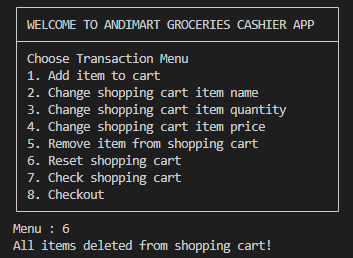 WELCOME TO ANDIMART GROCERIES CASHIER APP
Choose Transaction Menu
1. Add item to cart
2. Change shopping cart item name
3. Change shopping cart item quantity
4. Change shopping cart item price
5. Remove item from shopping cart
6. Reset shopping cart
7. Check shopping cart
8. Checkout
Menu : 6
All items deleted from shopping cart!